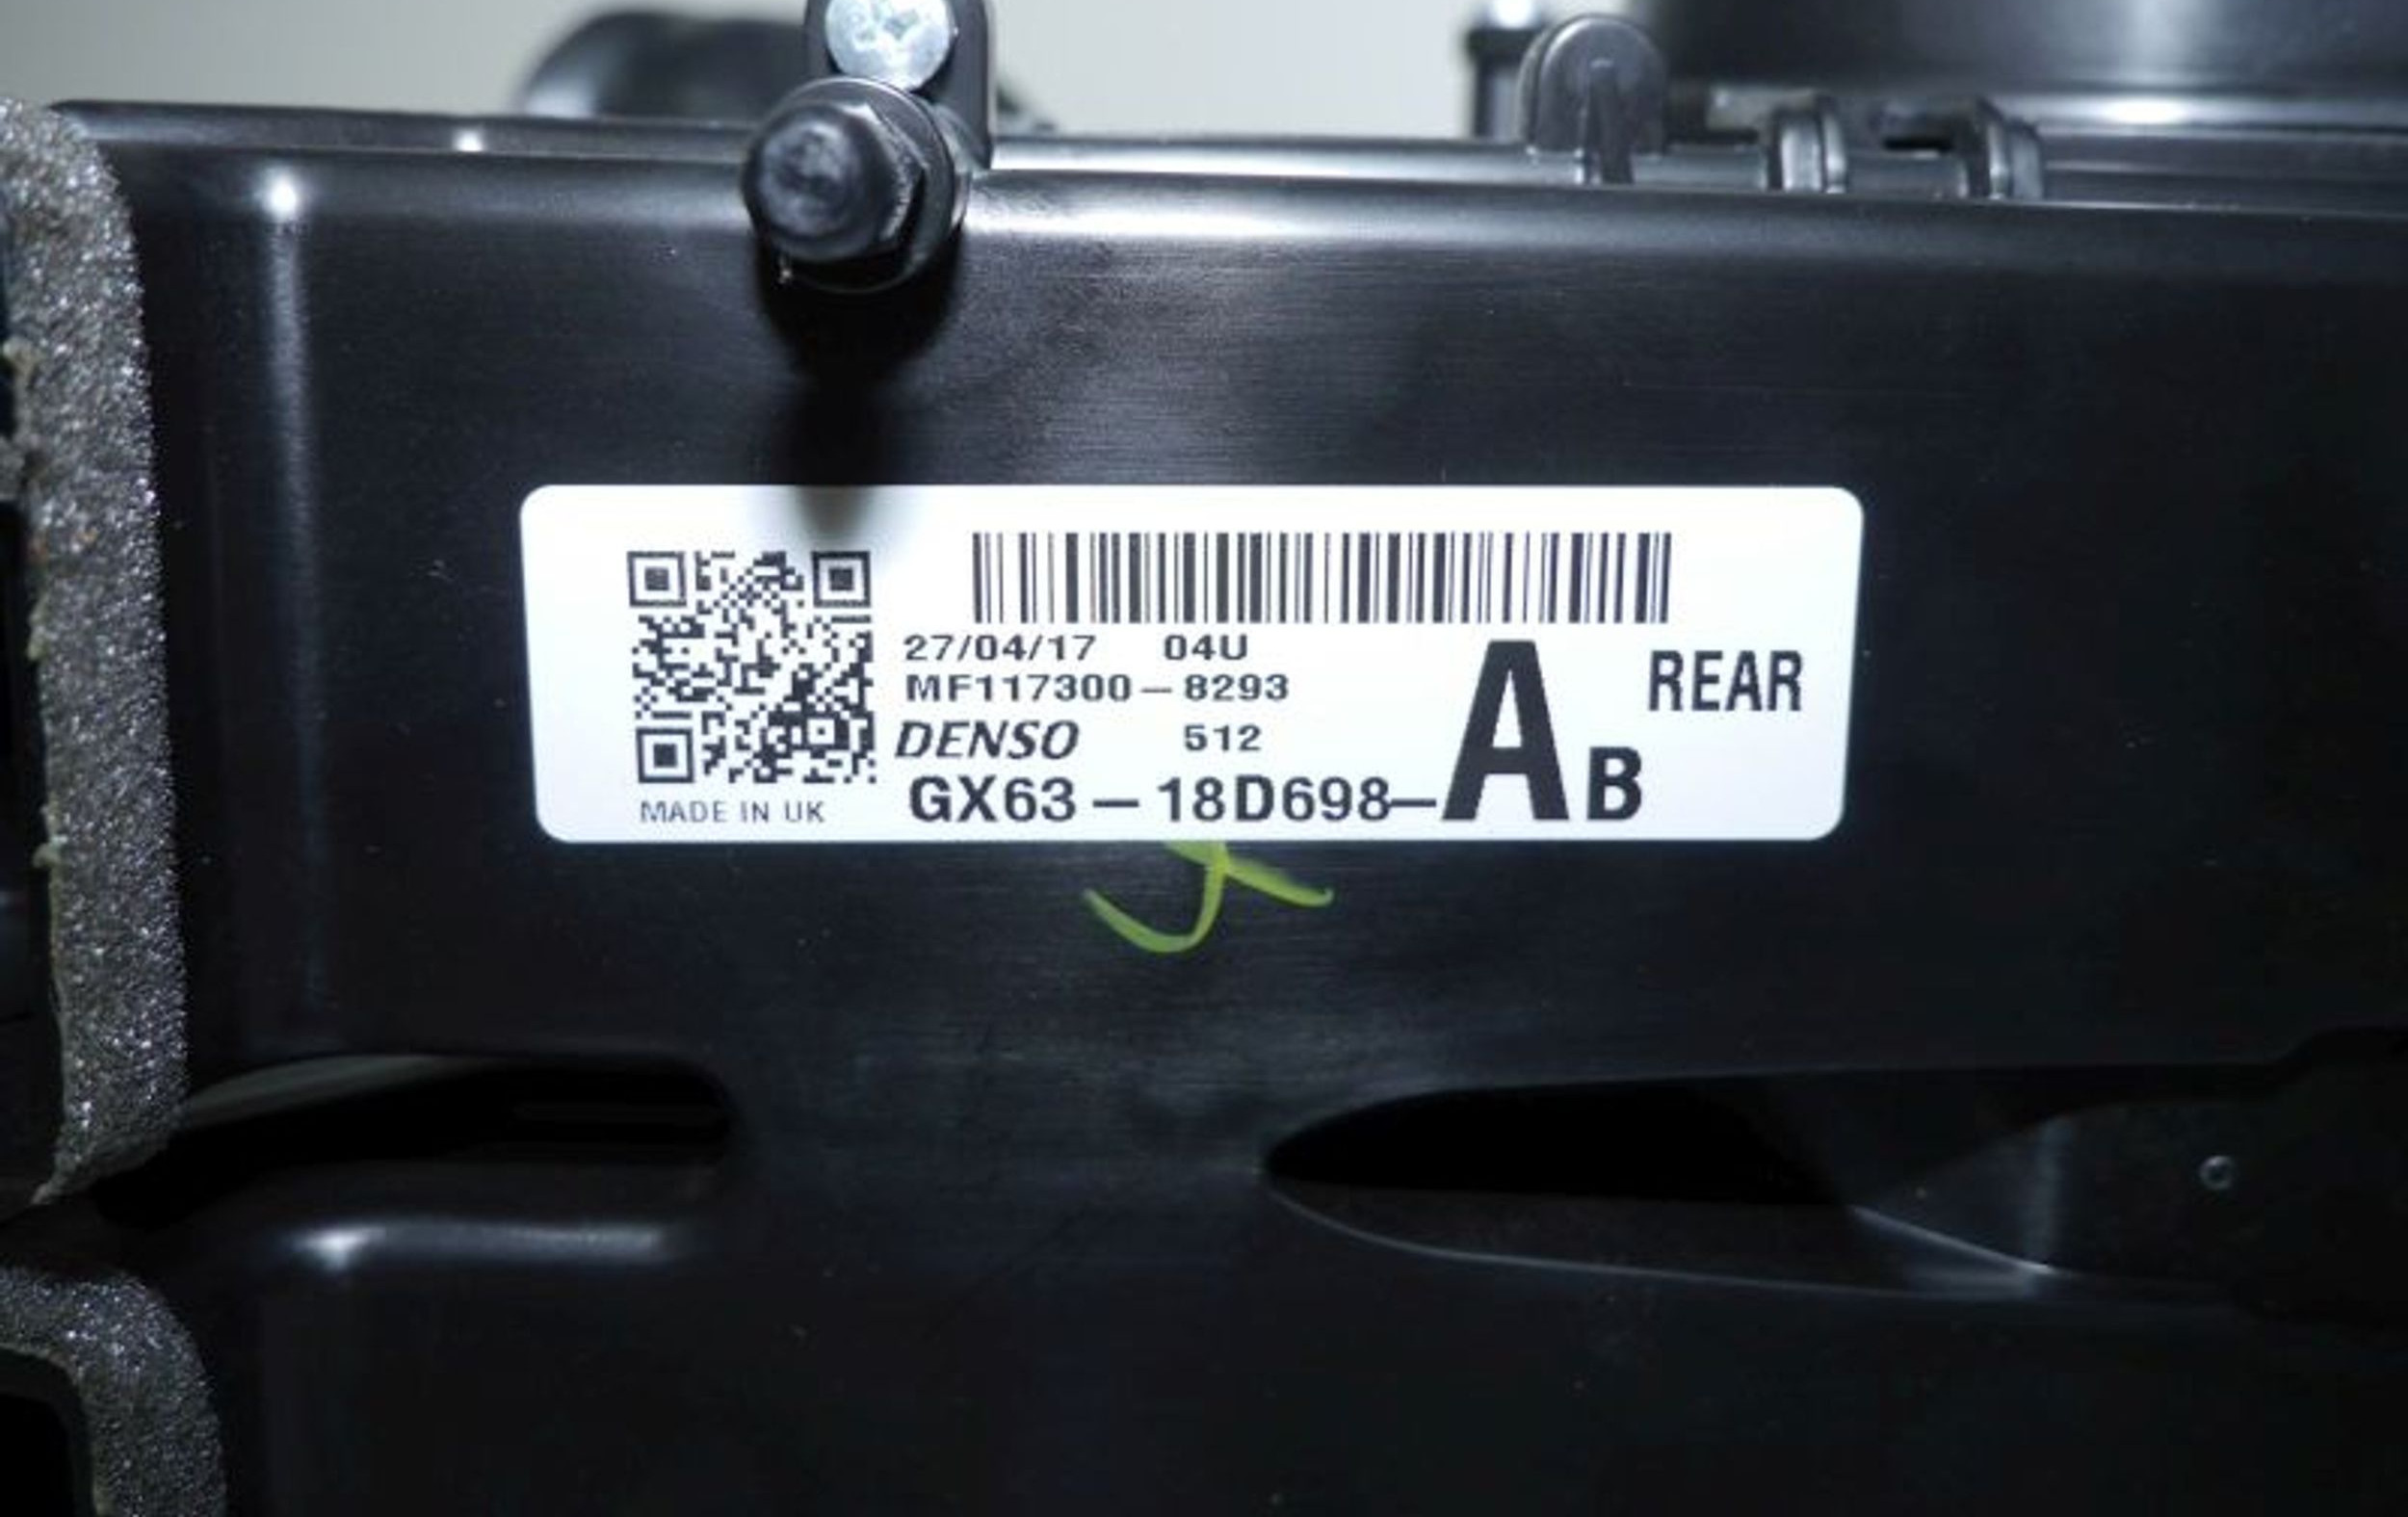 27/04/17 04U
MF117300-8293
DENSO 512
GX63-18D698-AB
REAR
MADE IN UK